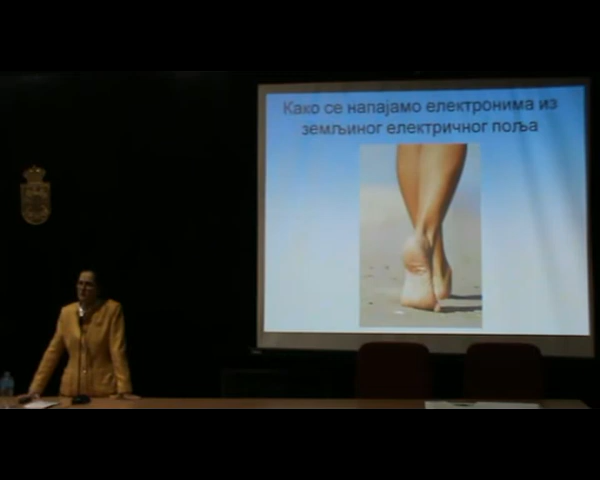 Како се напајамо електронима из
земљиног електричног поља